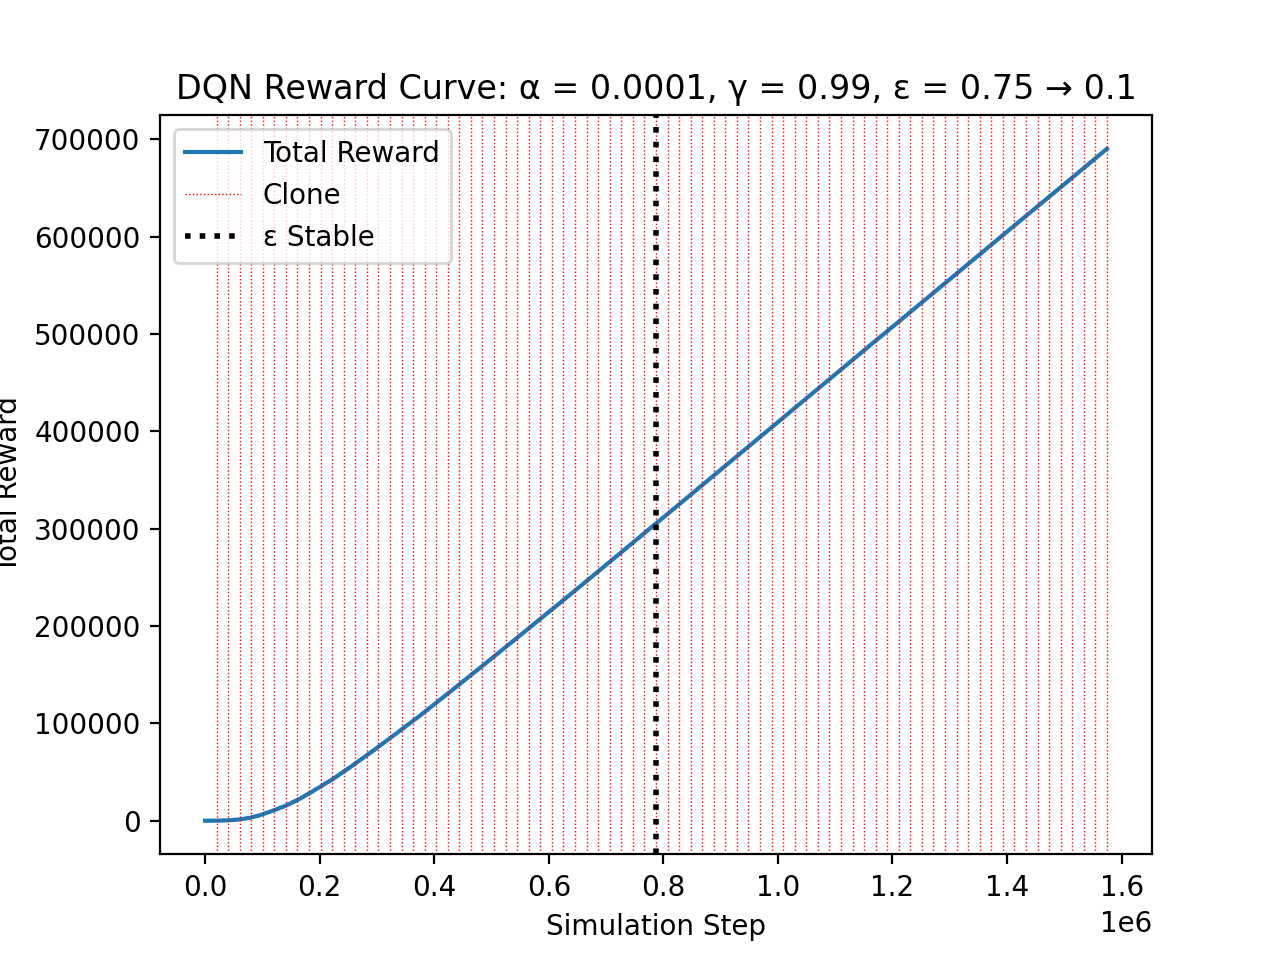 DQN Reward Curve: α = 0.0001, γ = 0.99, ε = 0.75 → 0.1
700000
600000
500000
400000
300000
200000
100000
0
Total Reward
Total Reward
Clone
ε Stable
0.0 0.2 0.4 0.6 0.8 1.0 1.2 1.4 1.6
1e6
Simulation Step